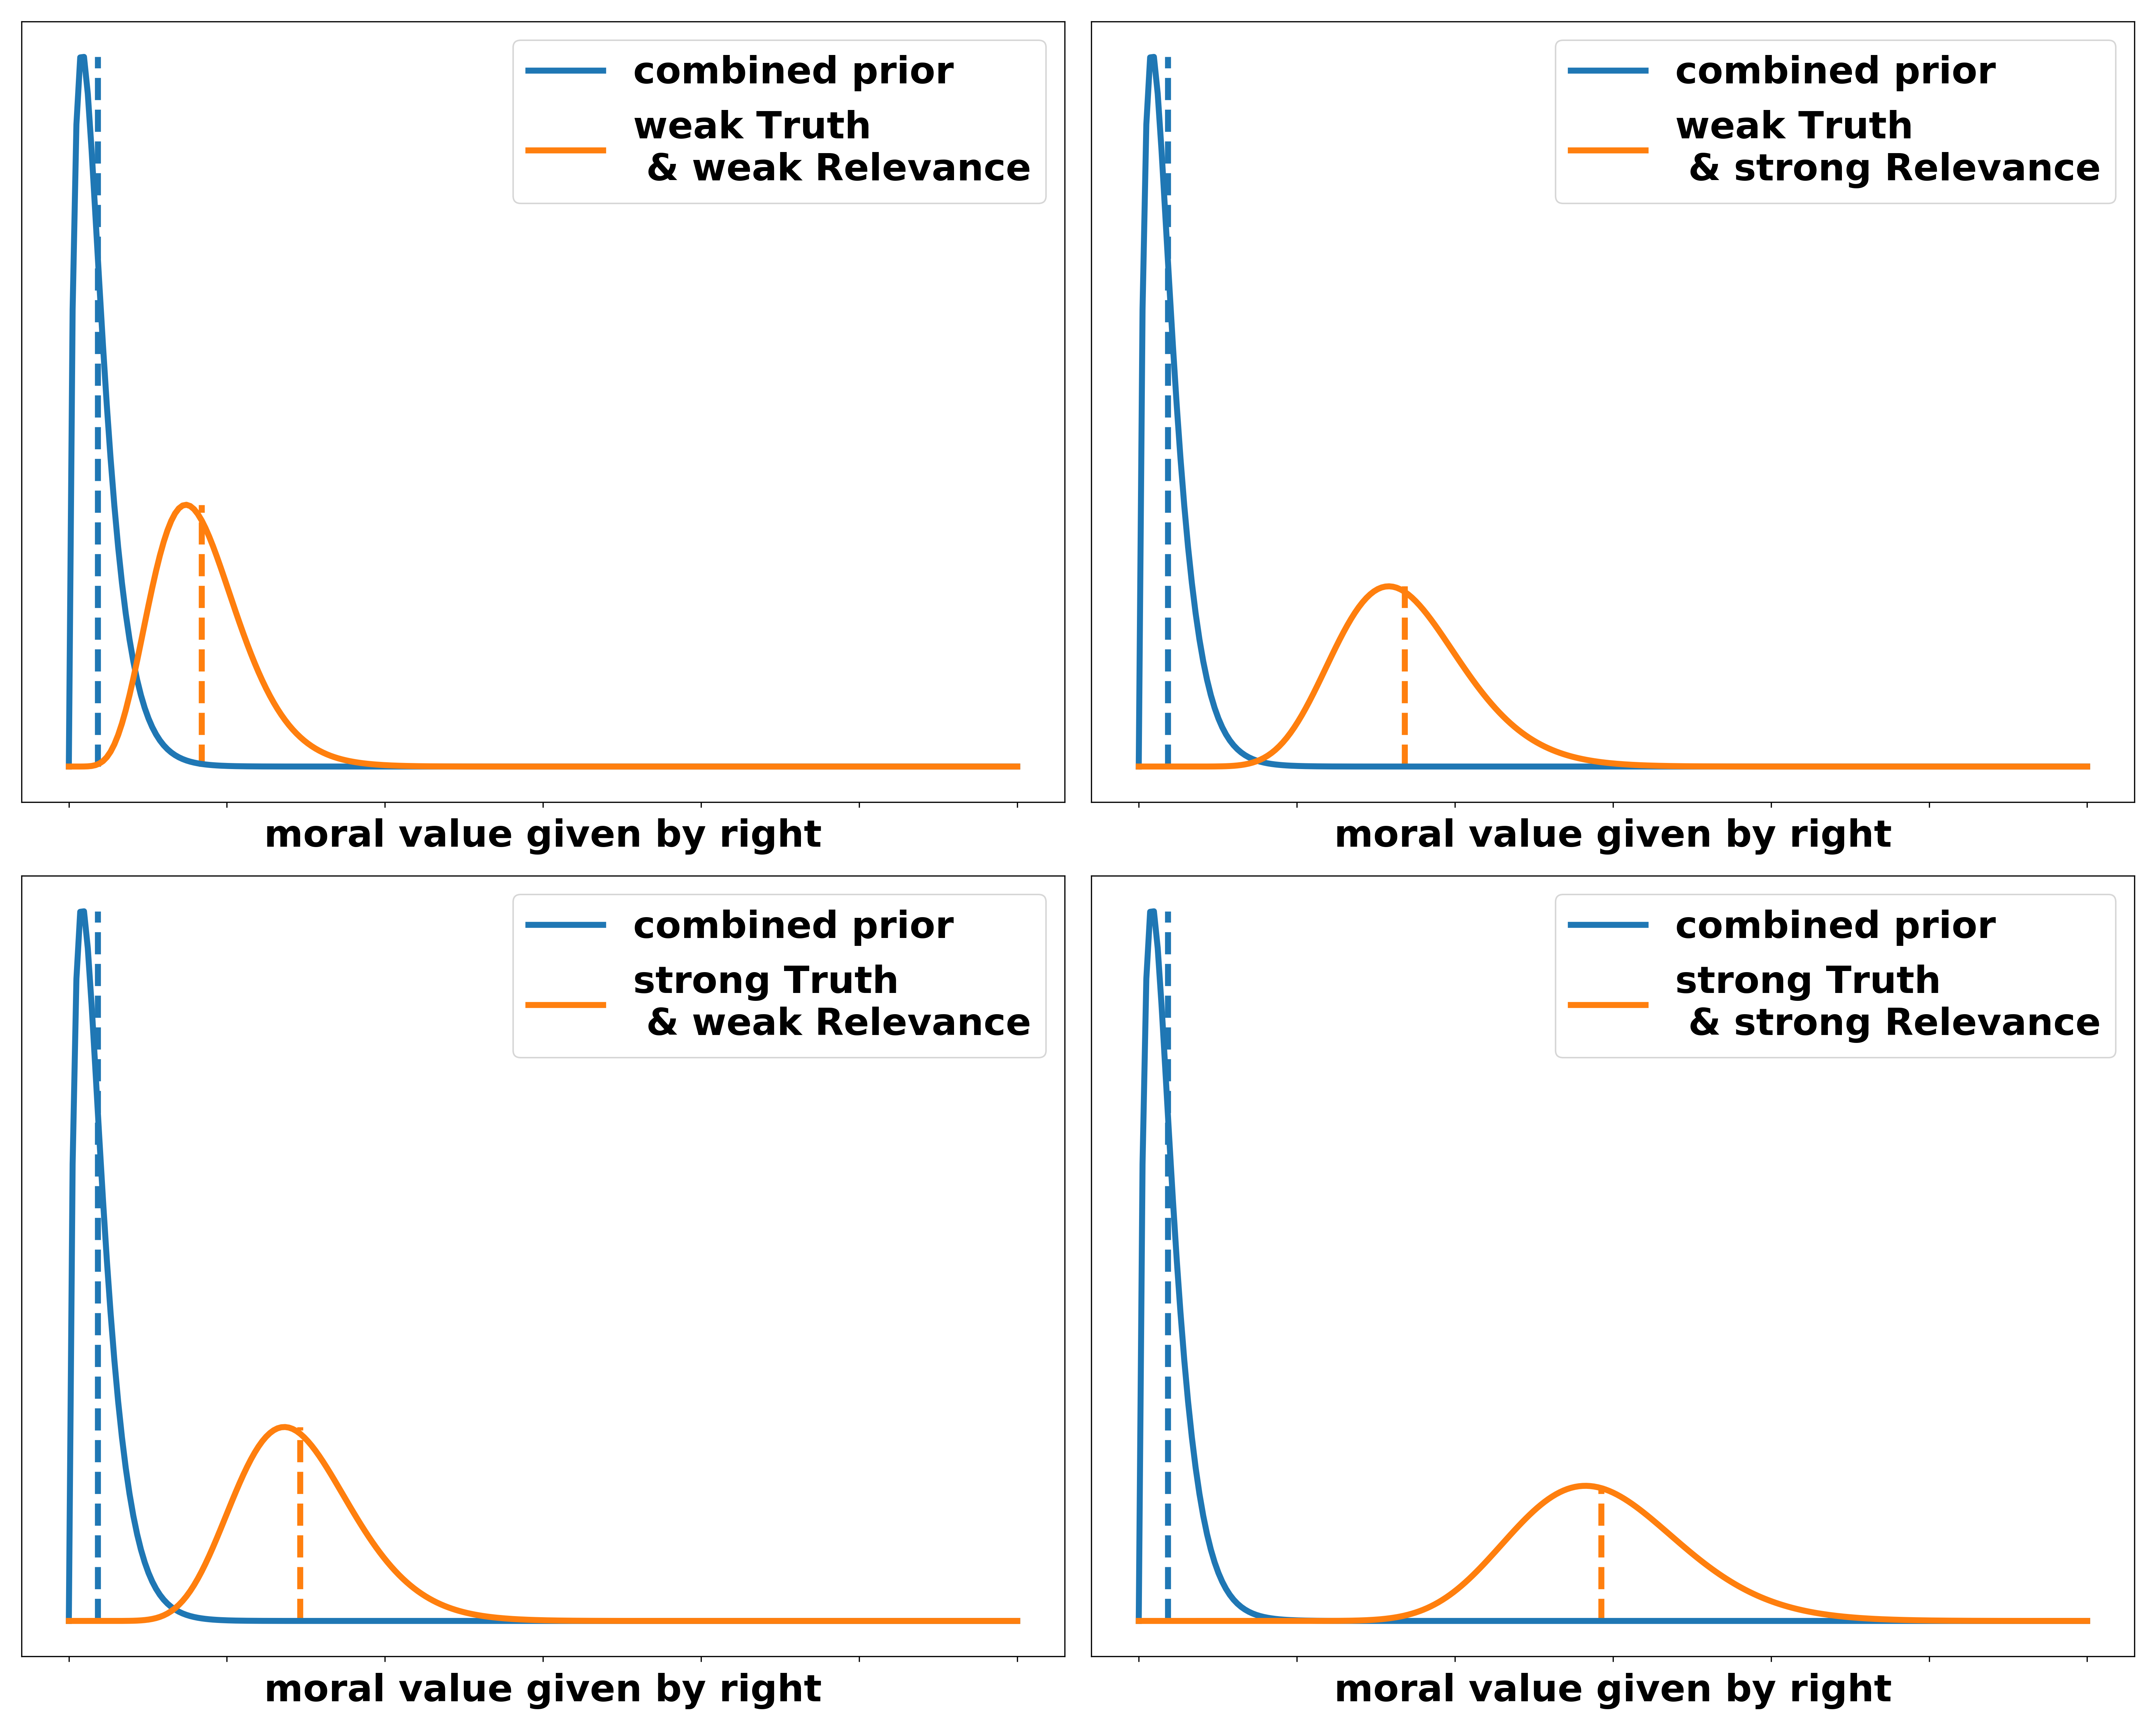 combined prior
weak Truth
& weak Relevance
moral value given by right
combined prior
weak Truth
& strong Relevance
moral value given by right
combined prior
strong Truth
& weak Relevance
moral value given by right
combined prior
strong Truth
& strong Relevance
moral value given by right